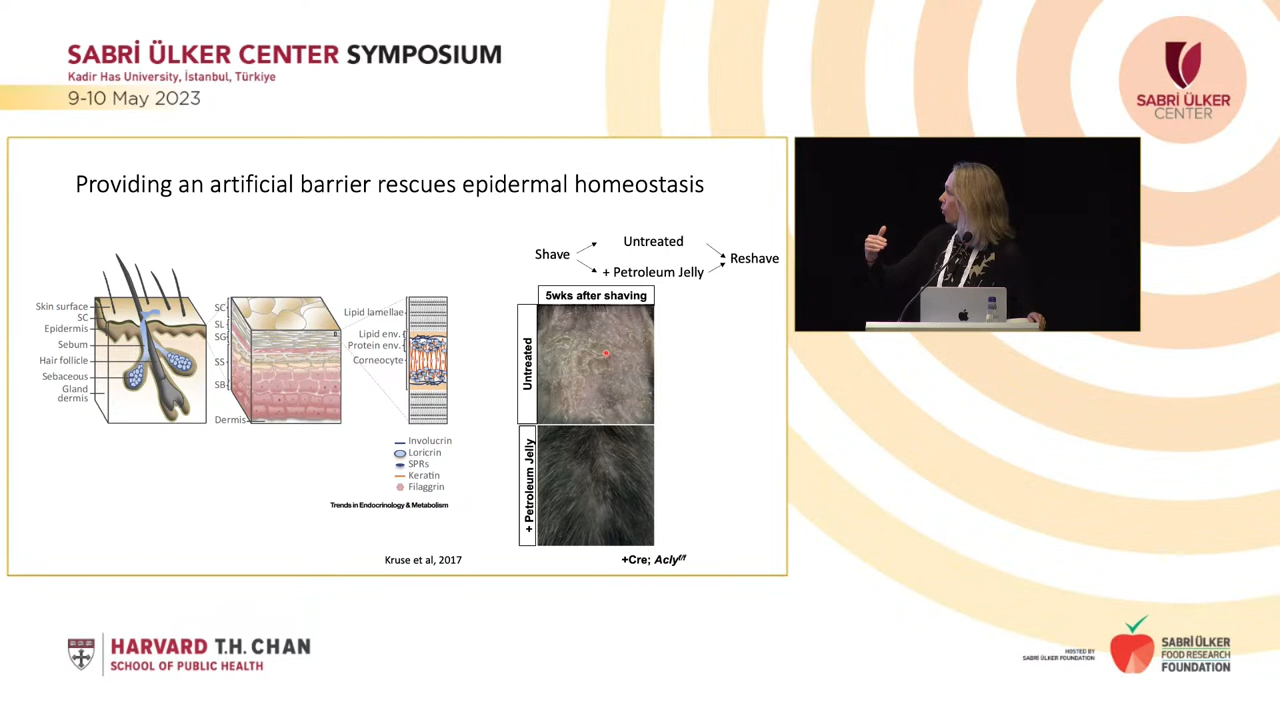 SABRİ ÜLKER CENTER SYMPOSIUM
Kadir Has University, İstanbul, Türkiye
9-10 May 2023
SABRİ ÜLKER
CENTER
Providing an artificial barrier rescues epidermal homeostasis
Skin surface
SC
Epidermis
Sebum
Hair follicle
Sebaceous
Gland
dermis
SC
SL
SG
SS
SB
Dermis
Lipid lamellae
Lipid env.
Protein env.
Corneocyte
Involucrin
Loricrin
SPRs
Keratin
Filaggrin
Trends in Endocrinology & Metabolism
Kruse et al, 2017
Shave
Untreated
+ Petroleum Jelly
Reshave
5wks after shaving
Untreated
+ Petroleum Jelly
+Cre; Acly f/f
HARVARD T.H. CHAN
SCHOOL OF PUBLIC HEALTH
HOSTED BY
SABRİ ÜLKER FOUNDATION
SABRİ ÜLKER
FOOD RESEARCH
FOUNDATION